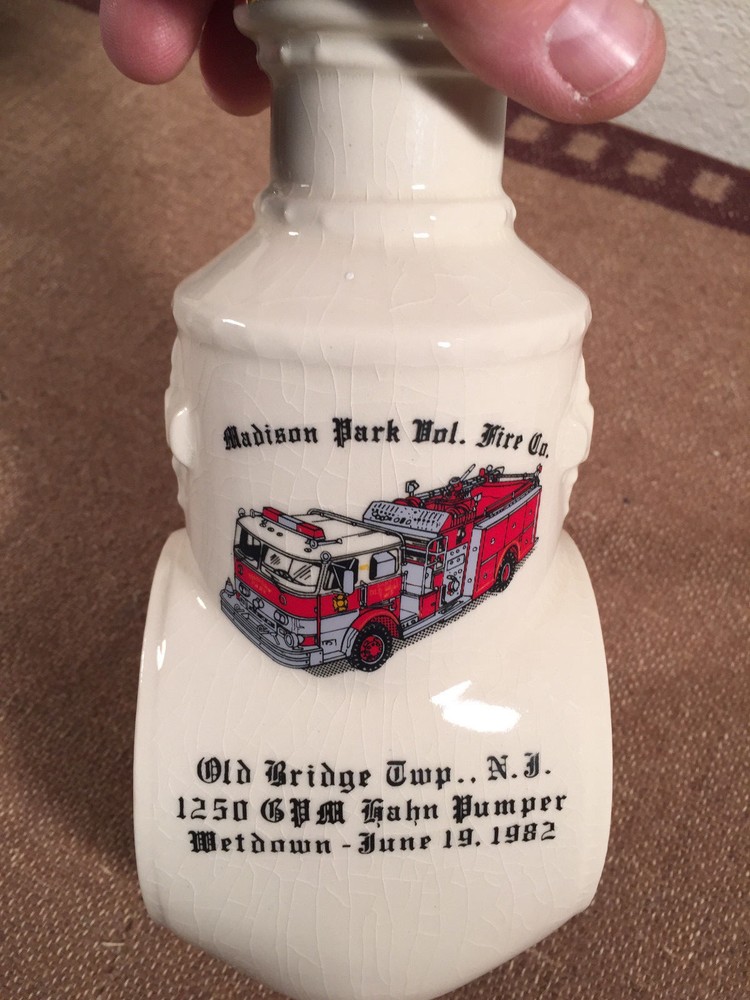 Madison Park Vol. Fire Co.
Old Bridge Twp.. N.J.
1250 GPM Hahn Pumper
Wetdown - June 19, 1982